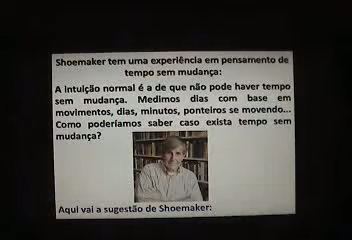 Shoemaker tem uma experiência em pensamento de
tempo sem mudança:
A intuição normal é a de que não pode haver tempo
sem mudança. Medimos dias com base em
movimentos, dias, minutos, ponteiros se movendo...
Como poderíamos saber caso exista tempo sem
mudança?
Aqui vai a sugestão de Shoemaker: